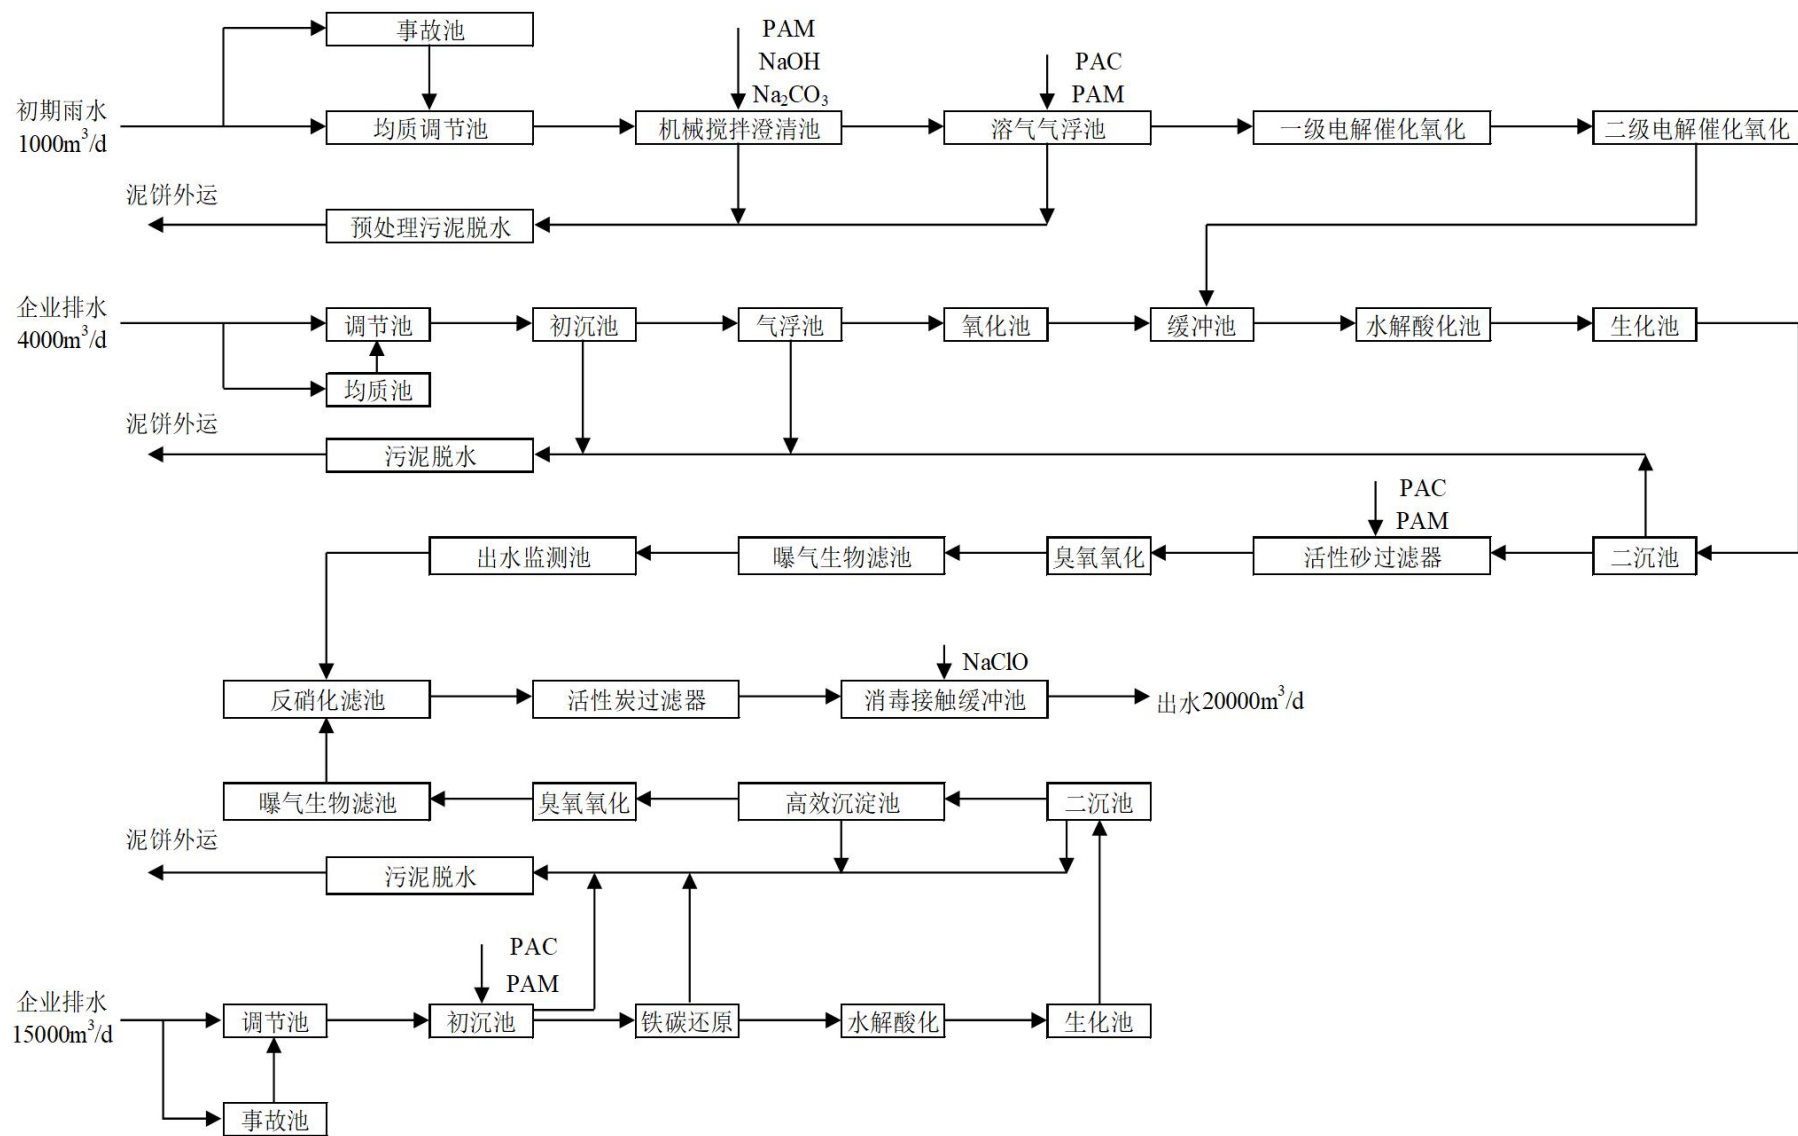 事故池
PAM
NaOH
Na₂CO₃
PAC
PAM
初期雨水
1000m³/d
均质调节池
机械搅拌澄清池
溶气气浮池
一级电解催化氧化
二级电解催化氧化
泥饼外运
预处理污泥脱水
企业排水
4000m³/d
调节池
初沉池
气浮池
氧化池
缓冲池
水解酸化池
生化池
均质池
泥饼外运
污泥脱水
PAC
PAM
出水监测池
曝气生物滤池
臭氧氧化
活性砂过滤器
二沉池
NaClO
反硝化滤池
活性炭过滤器
消毒接触缓冲池
出水20000m³/d
曝气生物滤池
臭氧氧化
高效沉淀池
二沉池
泥饼外运
污泥脱水
PAC
PAM
企业排水
15000m³/d
调节池
初沉池
铁碳还原
水解酸化
生化池
事故池